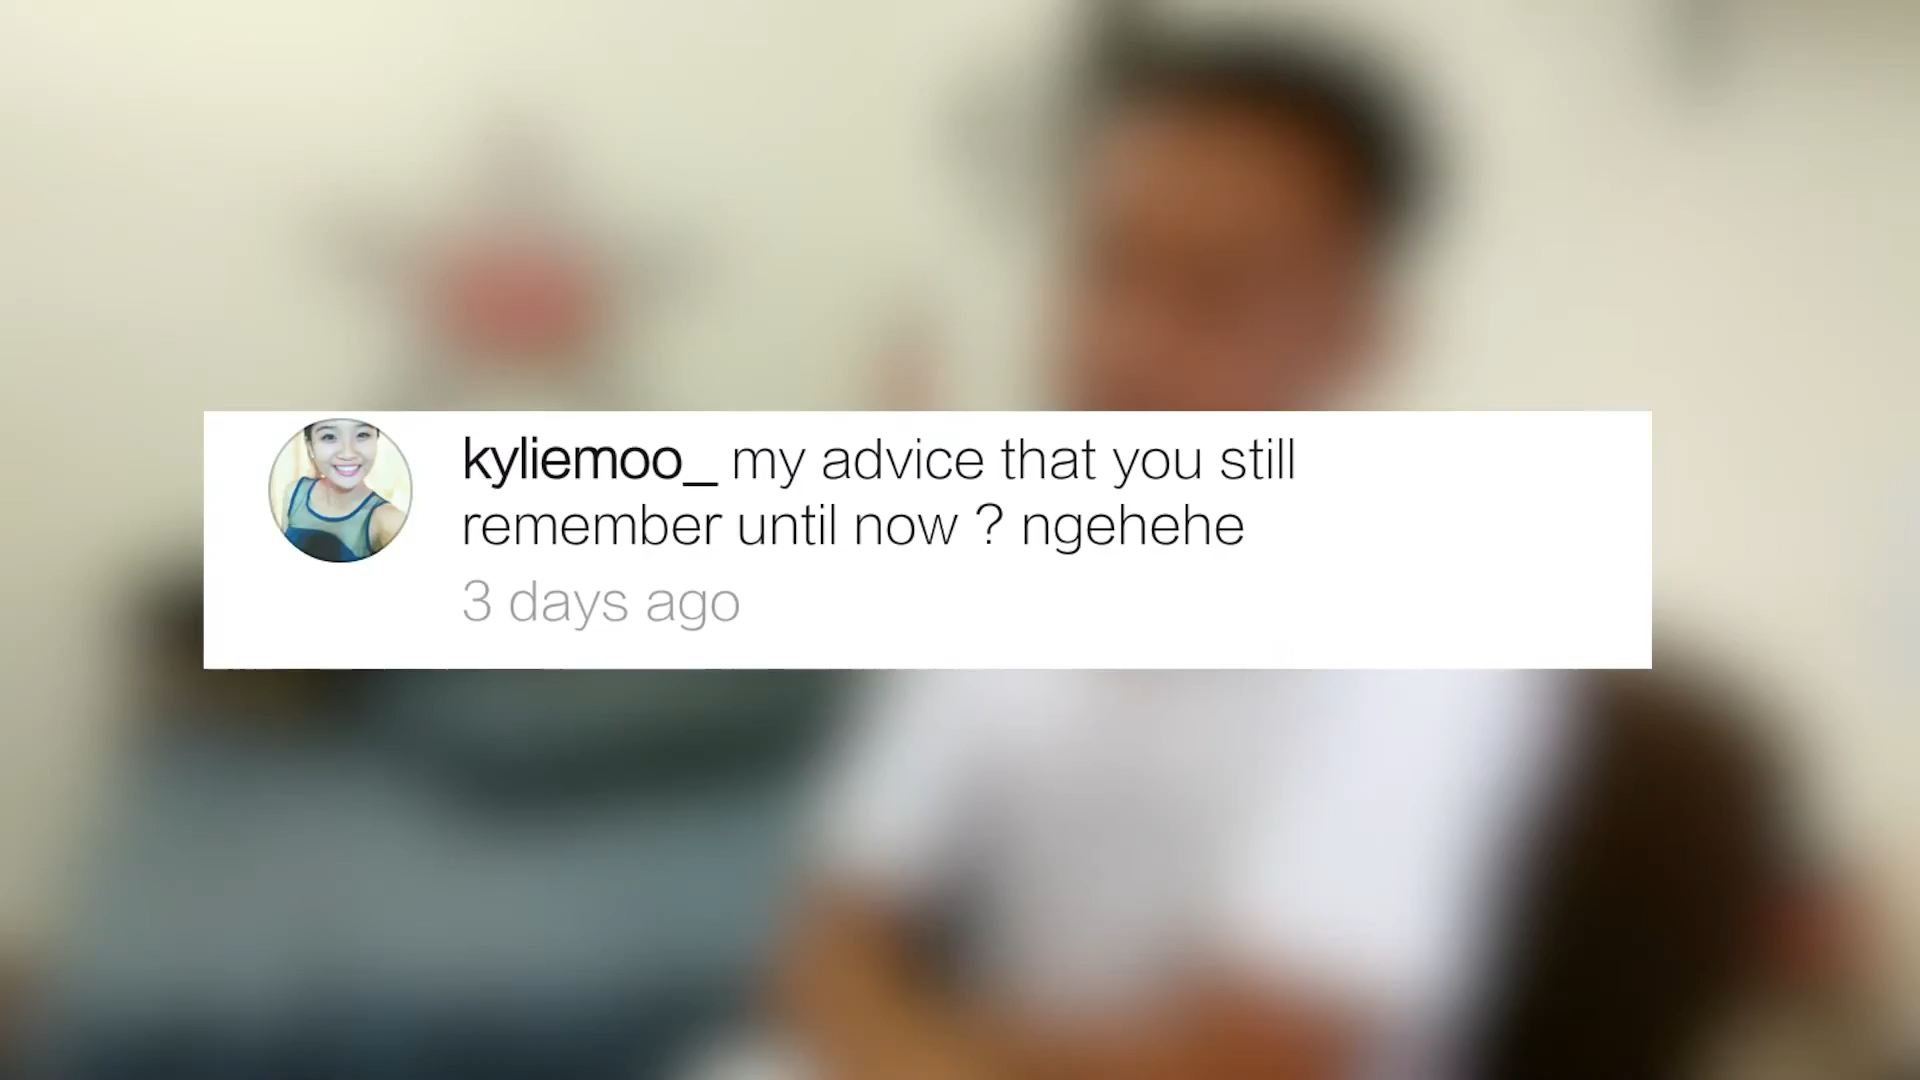 kyliemoo_ my advice that you still
remember until now ? ngehehe
3 days ago